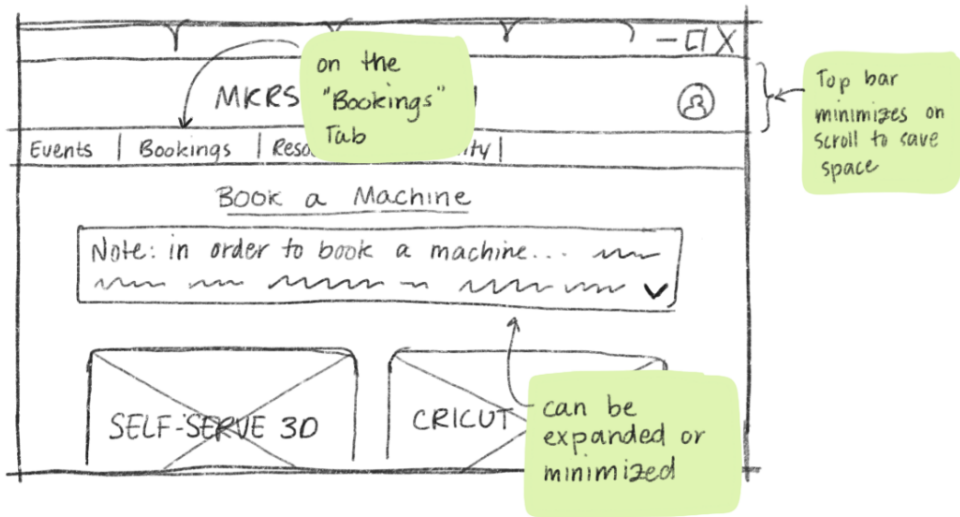 on the
"Bookings"
Tab
MKRS
Top bar
minimizes on
scroll to save
space
Events | Bookings |
Book a Machine
Note: in order to book a machine...
SELF-SERVE 3D
CRICUT
can be
expanded or
minimized